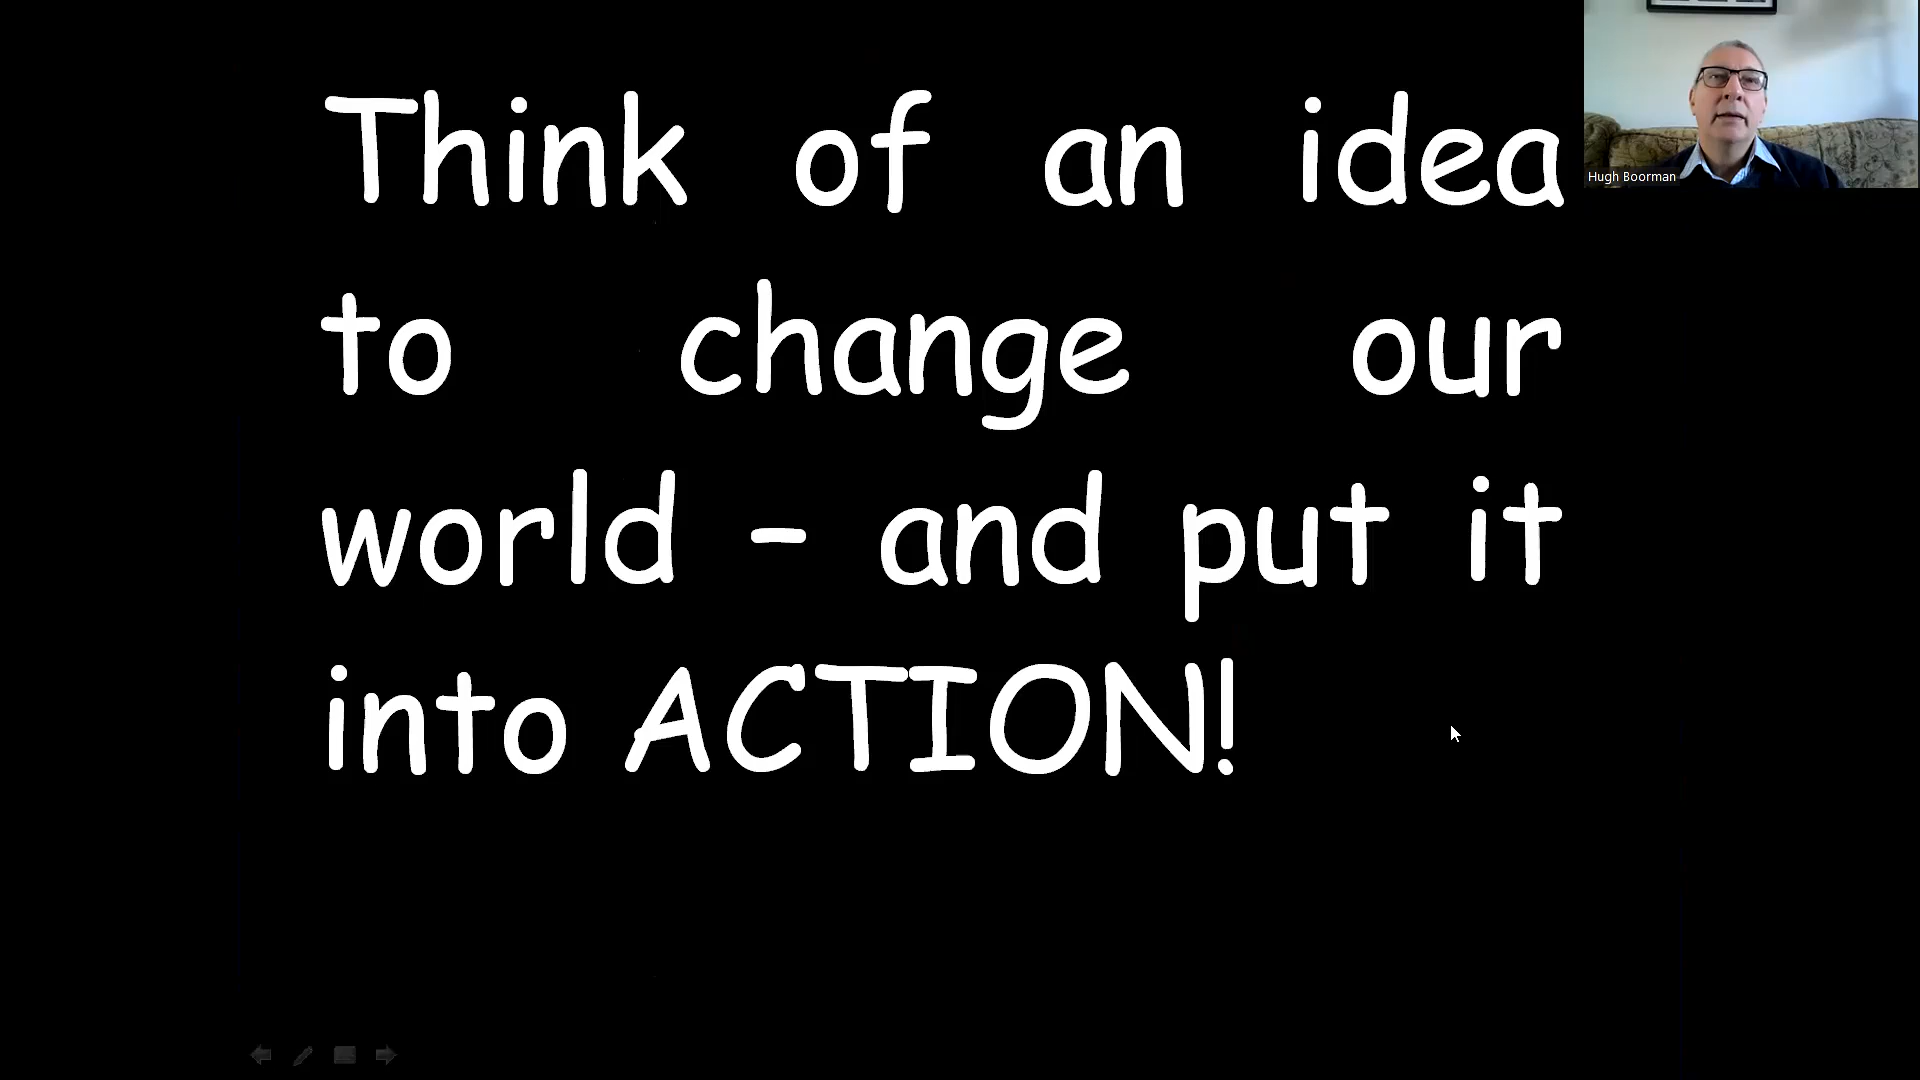 Think of an idea
to change our
world – and put it
into ACTION!
Hugh Boorman